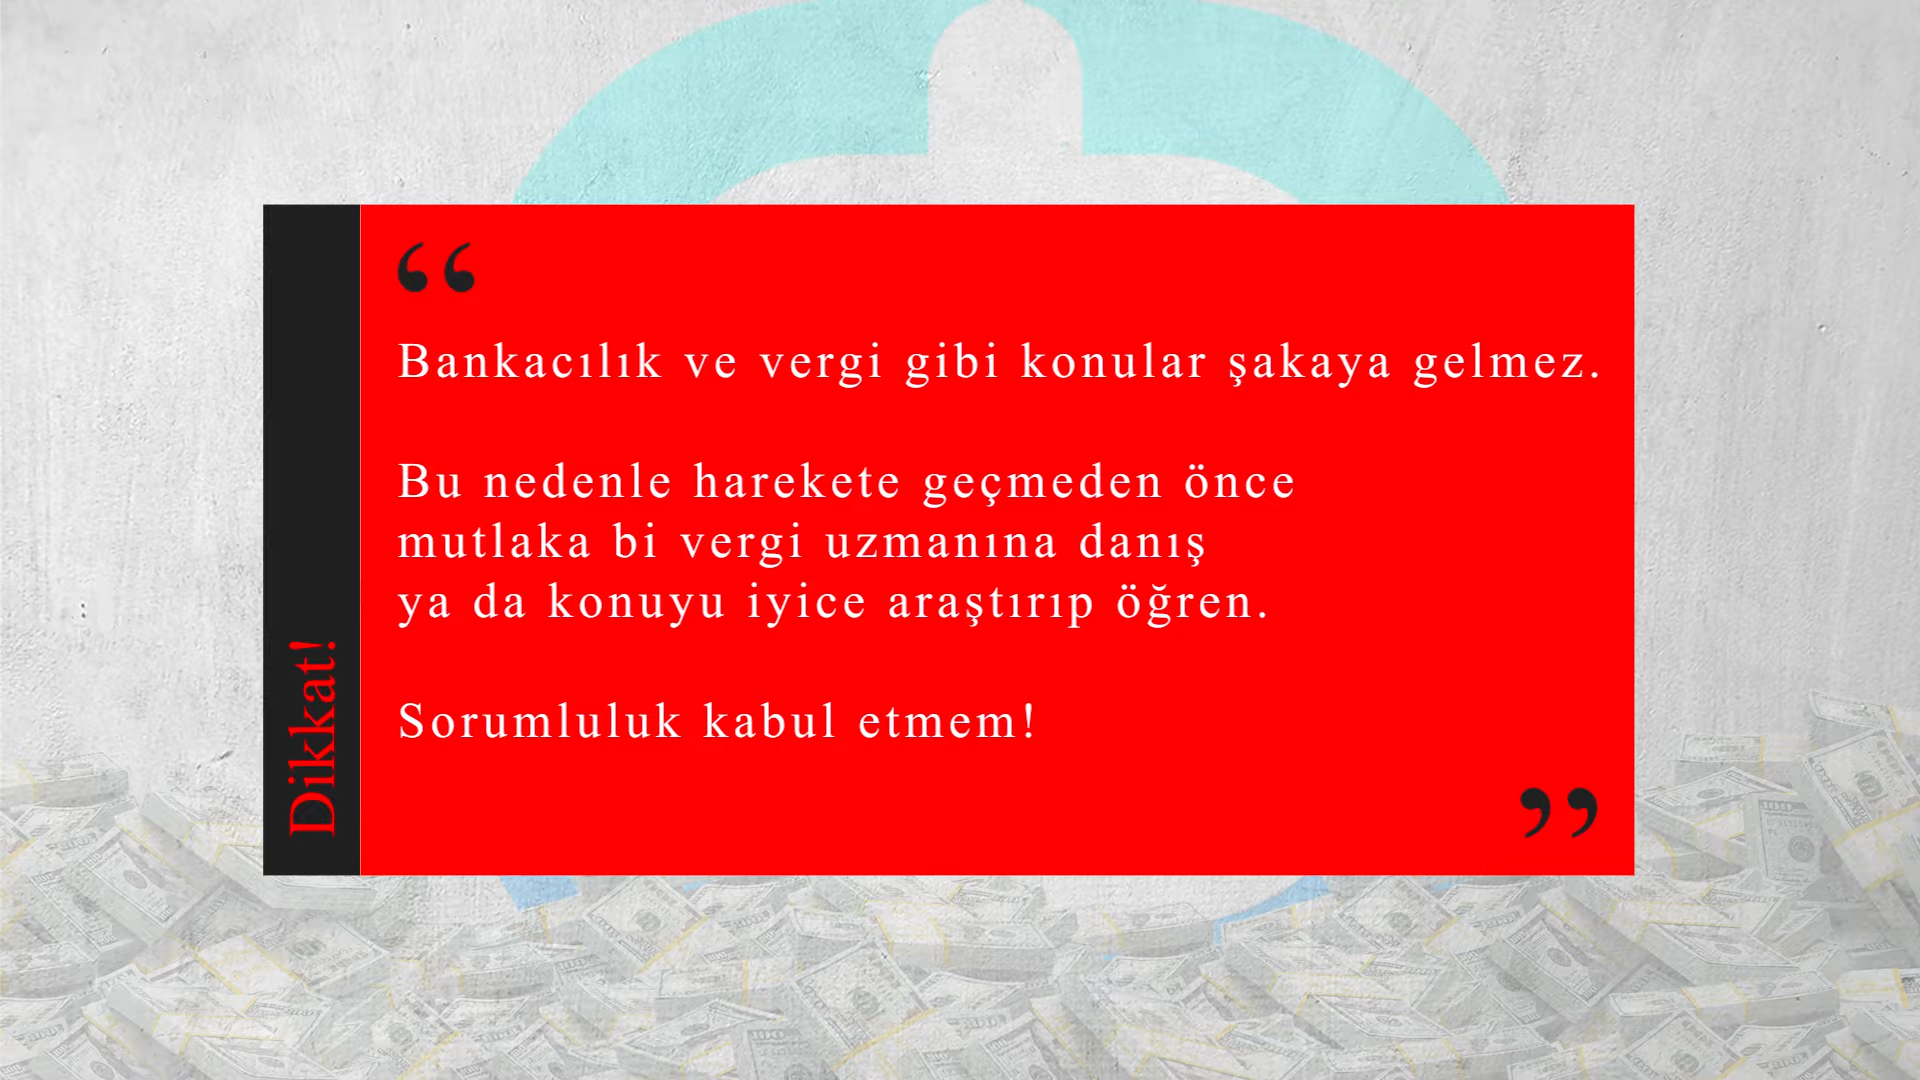 “
Bankacılık ve vergi gibi konular şakaya gelmez.
Bu nedenle harekete geçmeden önce
mutlaka bi vergi uzmanına danış
ya da konuyu iyice araştırıp öğren.
Sorumluluk kabul etmem!
”
Dikkat!